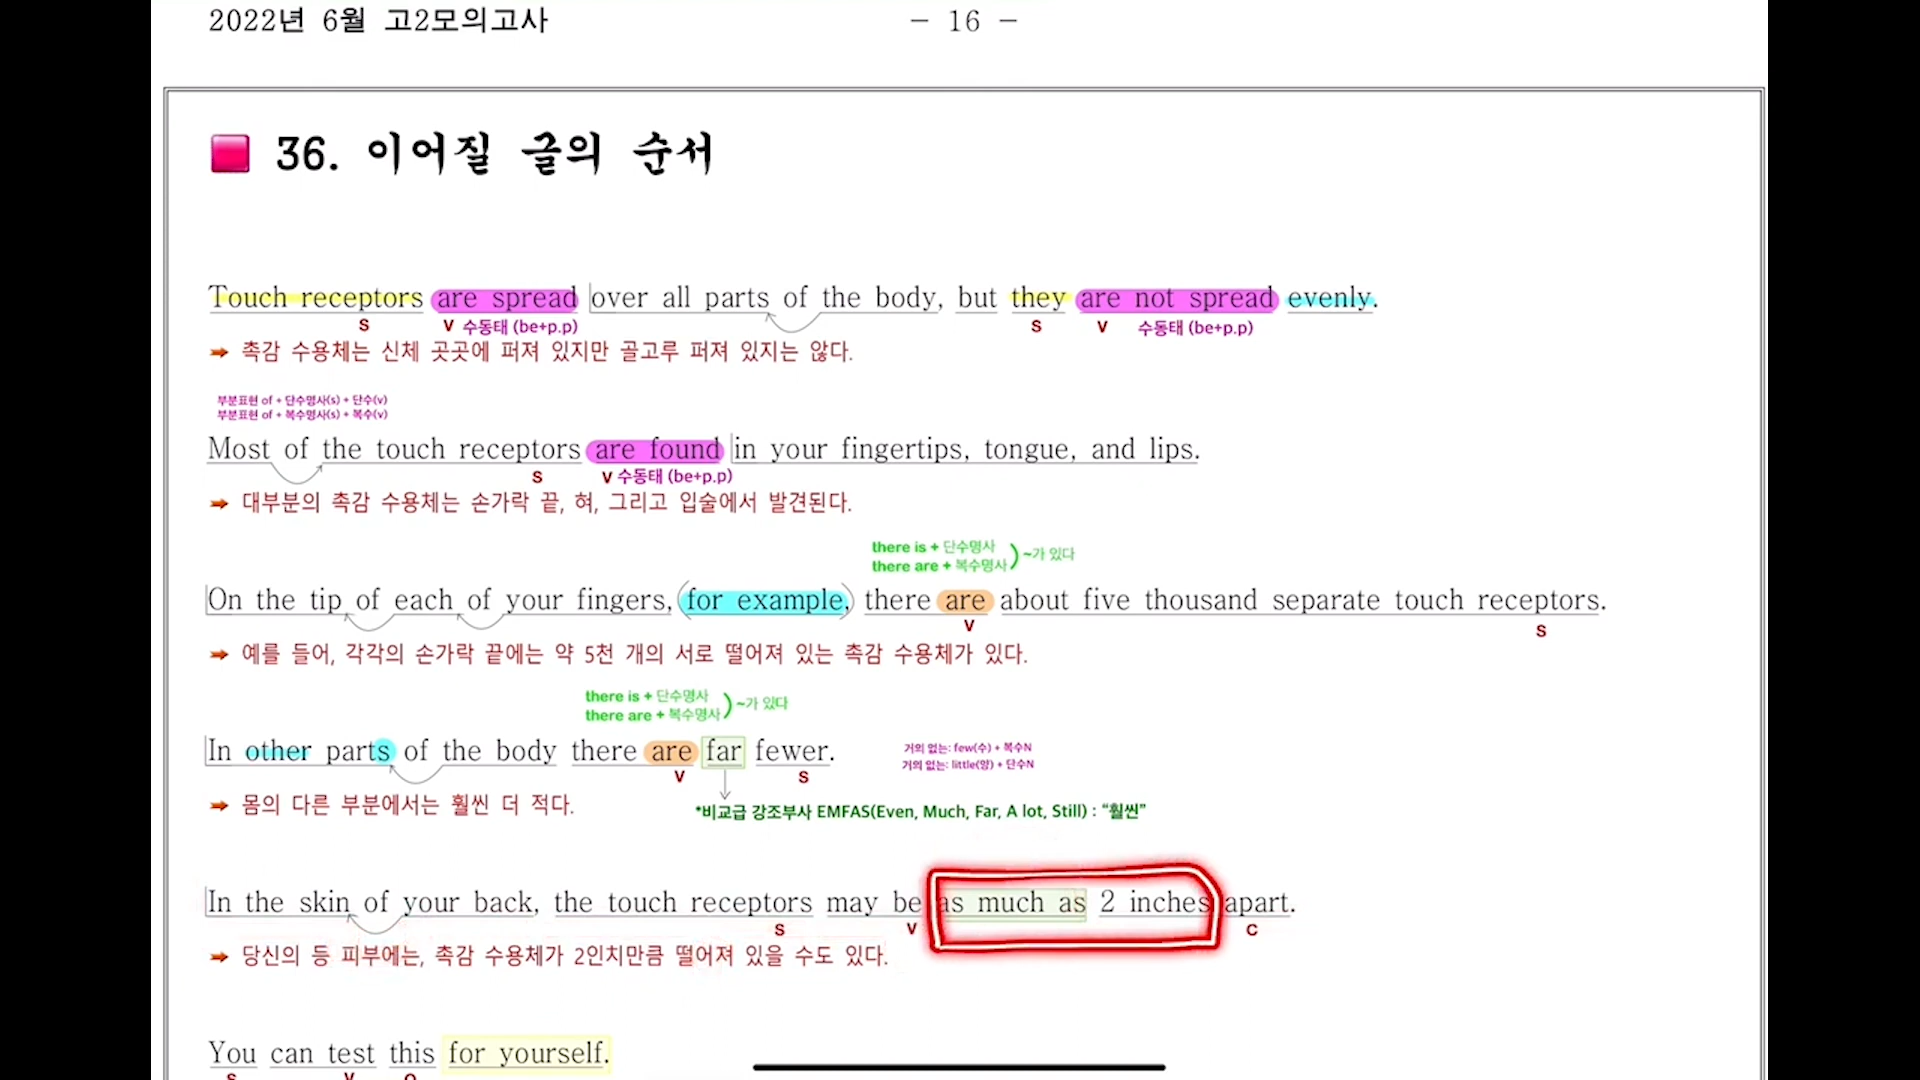 2022년 6월 고2모의고사 - 16 -
36. 이어질 글의 순서
Touch receptors are spread over all parts of the body, but they are not spread evenly.
S V 수동태 (be+p.p) S V 수동태 (be+p.p)
➡ 촉감 수용체는 신체 곳곳에 퍼져 있지만 골고루 퍼져 있지는 않다.
부분표현 of + 단수명사(s) + 단수(v)
부분표현 of + 복수명사(s) + 복수(v)
Most of the touch receptors are found in your fingertips, tongue, and lips.
S V 수동태 (be+p.p)
➡ 대부분의 촉감 수용체는 손가락 끝, 혀, 그리고 입술에서 발견된다.
there is + 단수명사
there are + 복수명사 ) ~가 있다
On the tip of each of your fingers, (for example,) there are about five thousand separate touch receptors.
V S
➡ 예를 들어, 각각의 손가락 끝에는 약 5천 개의 서로 떨어져 있는 촉감 수용체가 있다.
there is + 단수명사
there are + 복수명사 ) ~가 있다
In other parts of the body there are far fewer.
거의 없는: few(수) + 복수N
거의 없는: little(양) + 단수N
V S
➡ 몸의 다른 부분에서는 훨씬 더 적다.
*비교급 강조부사 EMFAS(Even, Much, Far, A lot, Still) : “훨씬”
In the skin of your back, the touch receptors may be as much as 2 inches apart.
S V C
➡ 당신의 등 피부에는, 촉감 수용체가 2인치만큼 떨어져 있을 수도 있다.
You can test this for yourself.
S V O